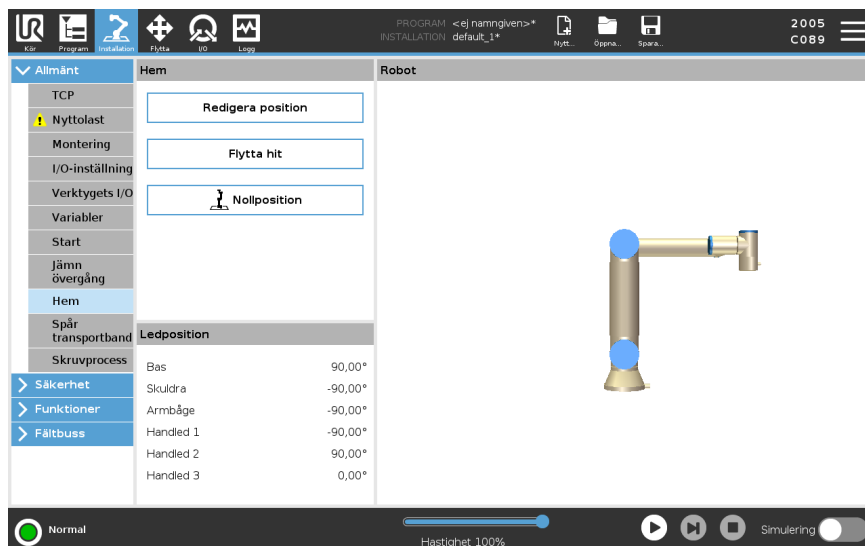 UR
Kör
Program
Installation
Flytta
I/O
Logg
PROGRAM <ej namngiven>*
INSTALLATION default_1*
Nytt...
Öppna...
Spara...
2005
C089
Allmänt
TCP
Nyttolast
Montering
I/O-inställning
Verktygets I/O
Variabler
Start
Jämn
övergång
Hem
Spår
transportband
Skruvprocess
Säkerhet
Funktioner
Fältbuss
Hem
Redigera position
Flytta hit
Nollposition
Ledposition
Bas 90,00°
Skuldra -90,00°
Armbåge -90,00°
Handled 1 -90,00°
Handled 2 90,00°
Handled 3 0,00°
Robot
Normal
Hastighet 100%
Simulering